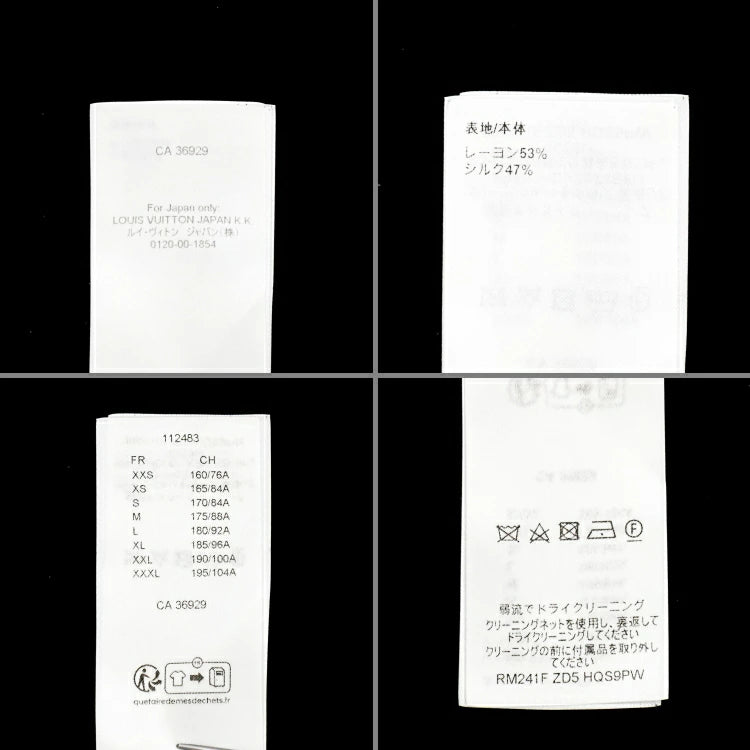 CA 36929
For Japan only:
LOUIS VUITTON JAPAN K.K.
ルイ・ヴィトン ジャパン(株)
0120-00-1854
表地/本体
レーヨン53%
シルク47%
112483
FR CH
XXS 160/76A
XS 165/84A
S 170/84A
M 175/88A
L 180/92A
XL 185/96A
XXL 190/100A
XXXL 195/104A
CA 36929
quefairedemesdechets.fr
F
弱流でドライクリーニング
クリーニングネットを使用し、裏返して
ドライクリーニングしてください
クリーニングの前に付属品を取り外し
てください
RM241F ZD5 HQS9PW